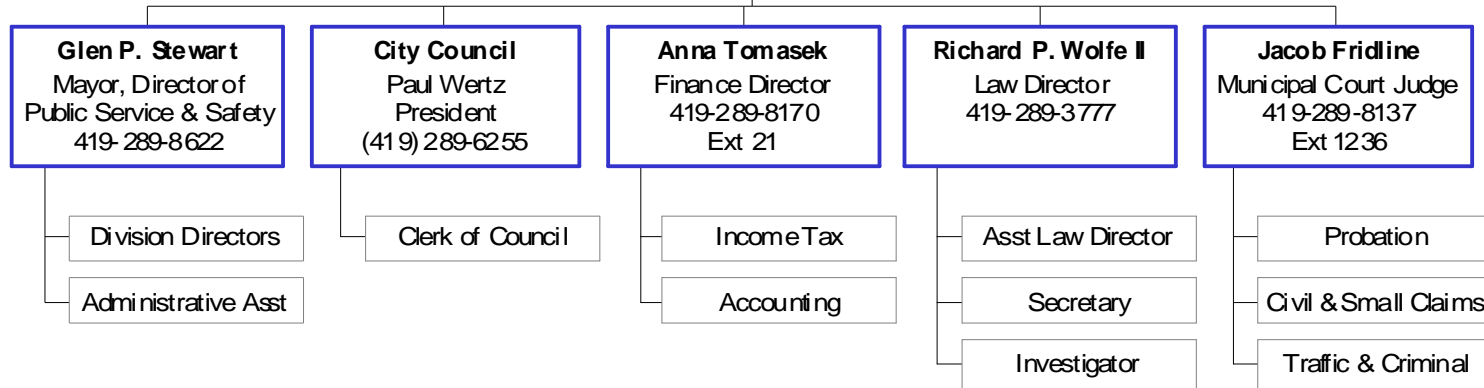 Glen P. Stewart
Mayor, Director of
Public Service & Safety
419-289-8622
Division Directors
Administrative Asst
City Council
Paul Wertz
President
(419) 289-6255
Clerk of Council
Anna Tomasek
Finance Director
419-289-8170
Ext 21
Income Tax
Accounting
Richard P. Wolfe II
Law Director
419-289-3777
Asst Law Director
Secretary
Investigator
Jacob Fridline
Municipal Court Judge
419-289-8137
Ext 1236
Probation
Civil & Small Claims
Traffic & Criminal